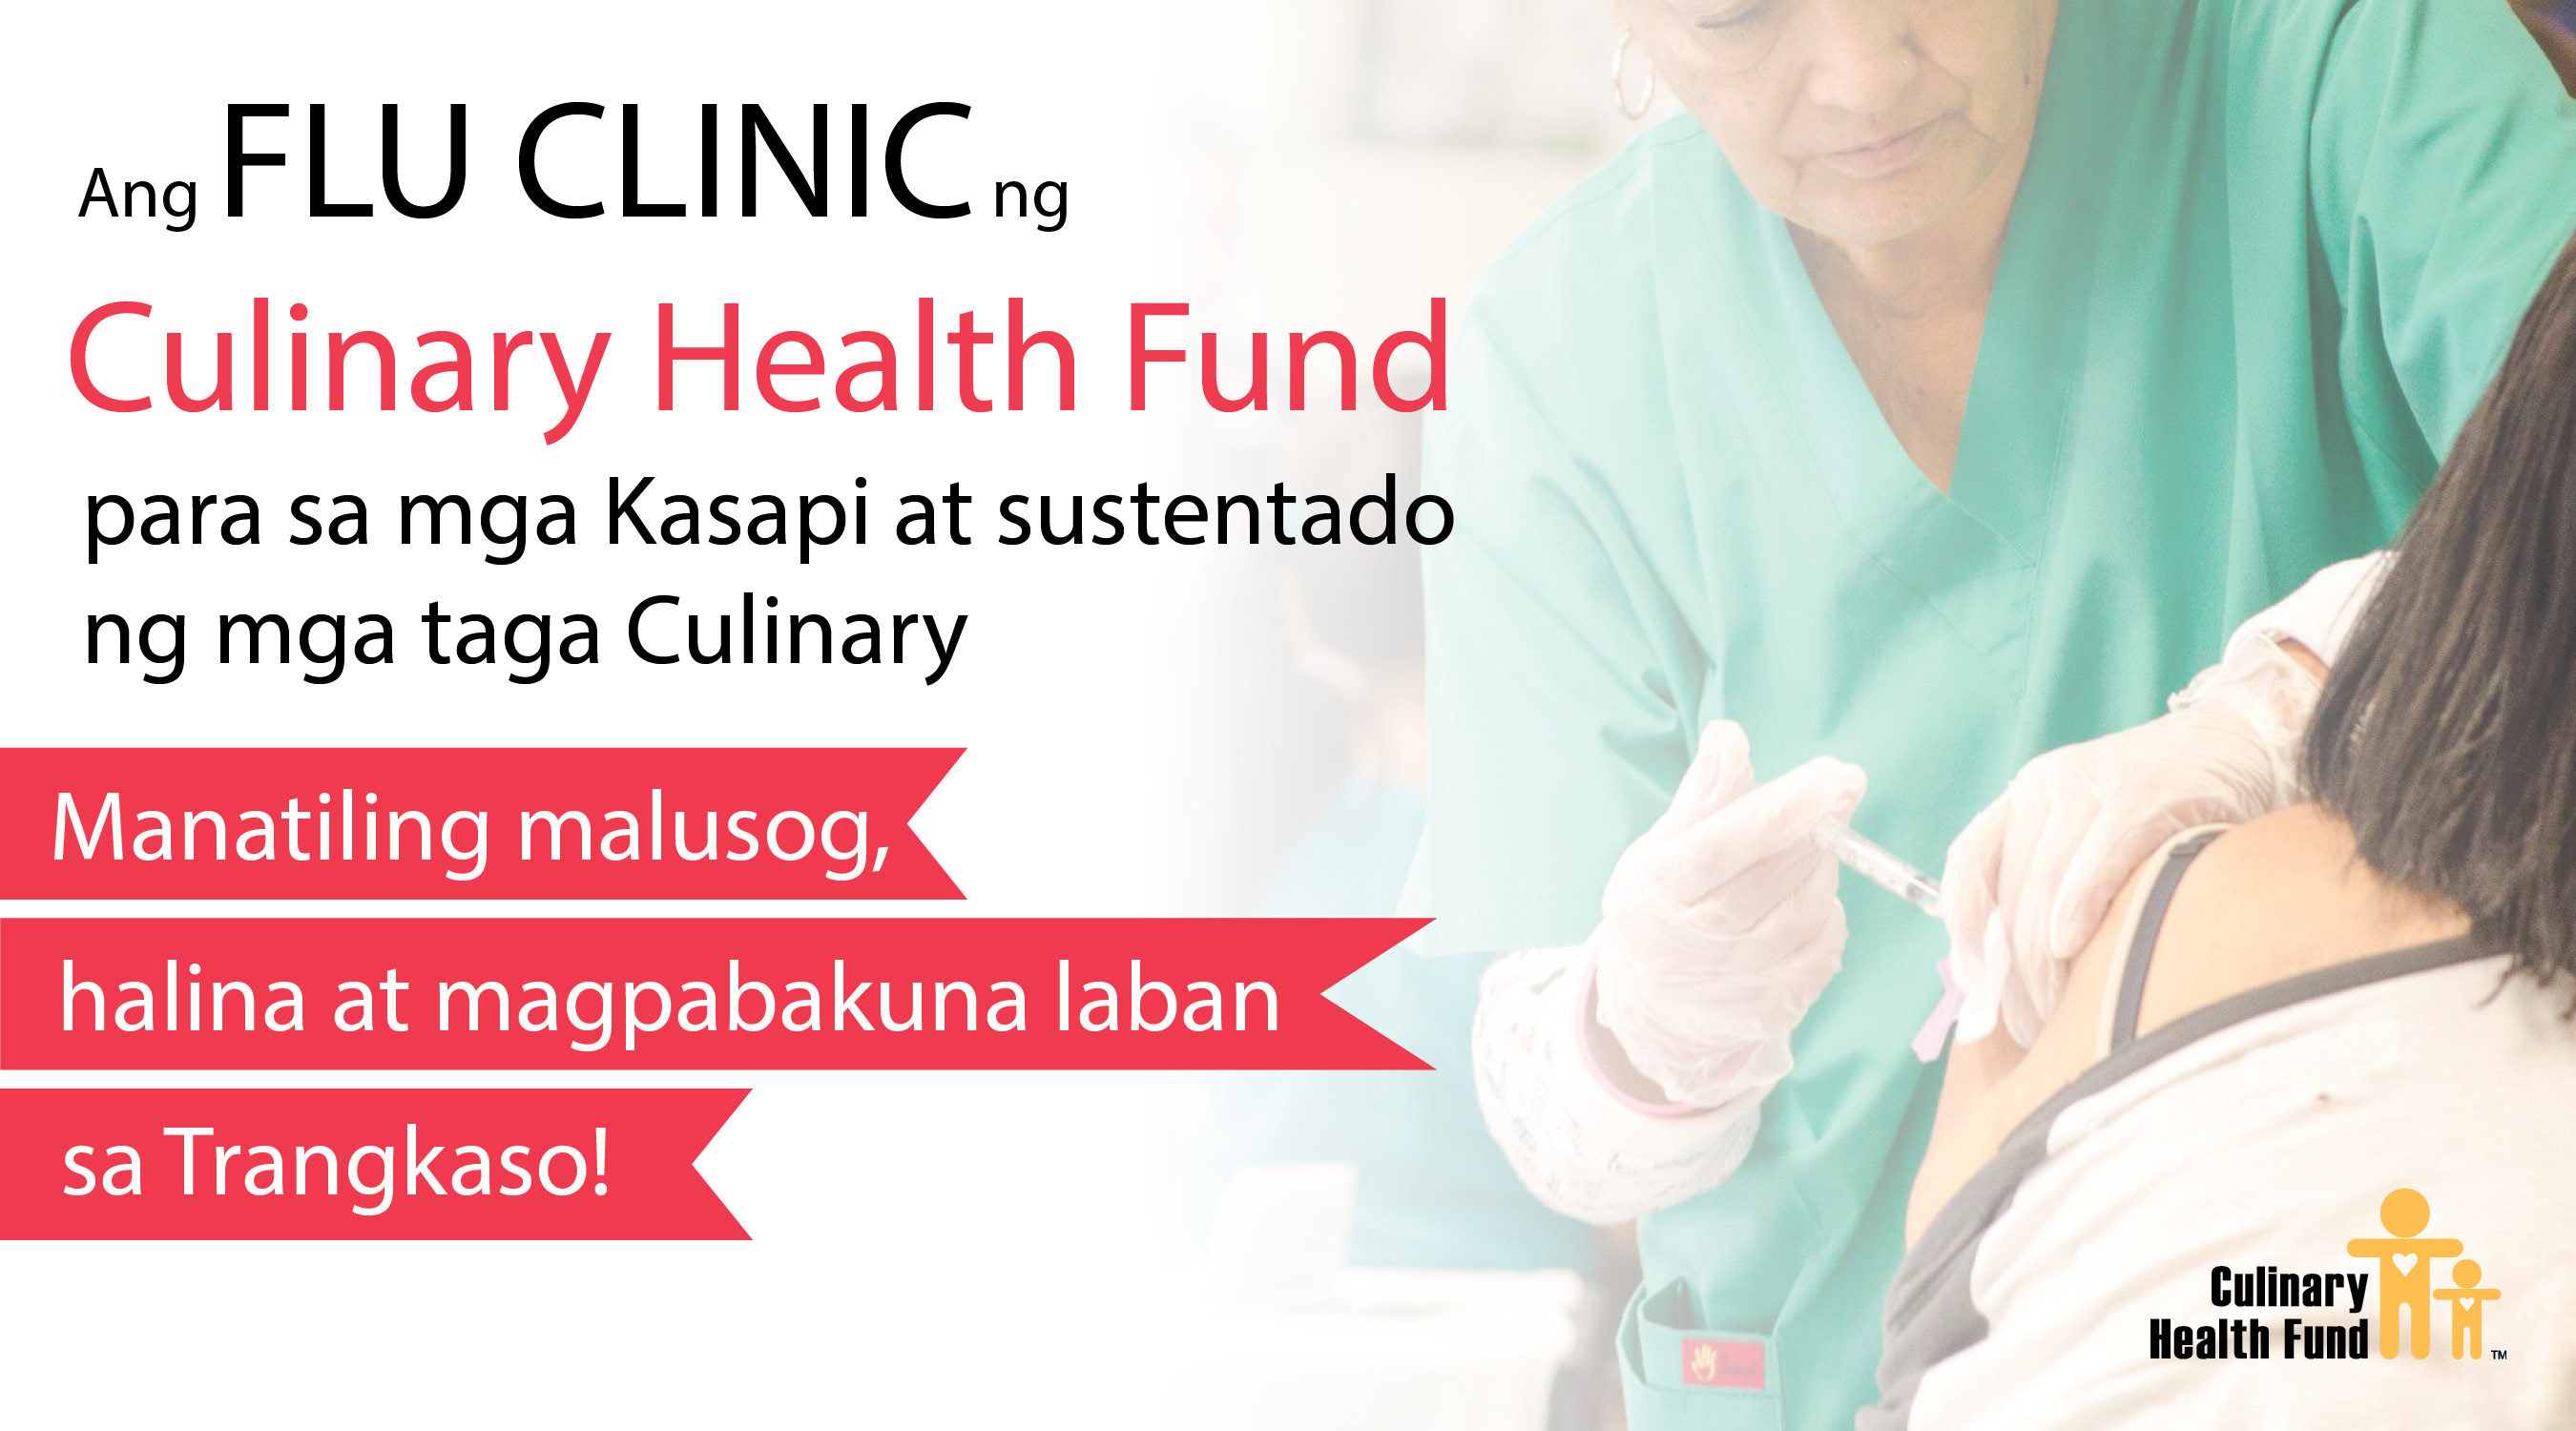 Ang FLU CLINIC ng
Culinary Health Fund
para sa mga Kasapi at sustentado
ng mga taga Culinary
Manatiling malusog,
halina at magpabakuna laban
sa Trangkaso!
Culinary
Health Fund
TM